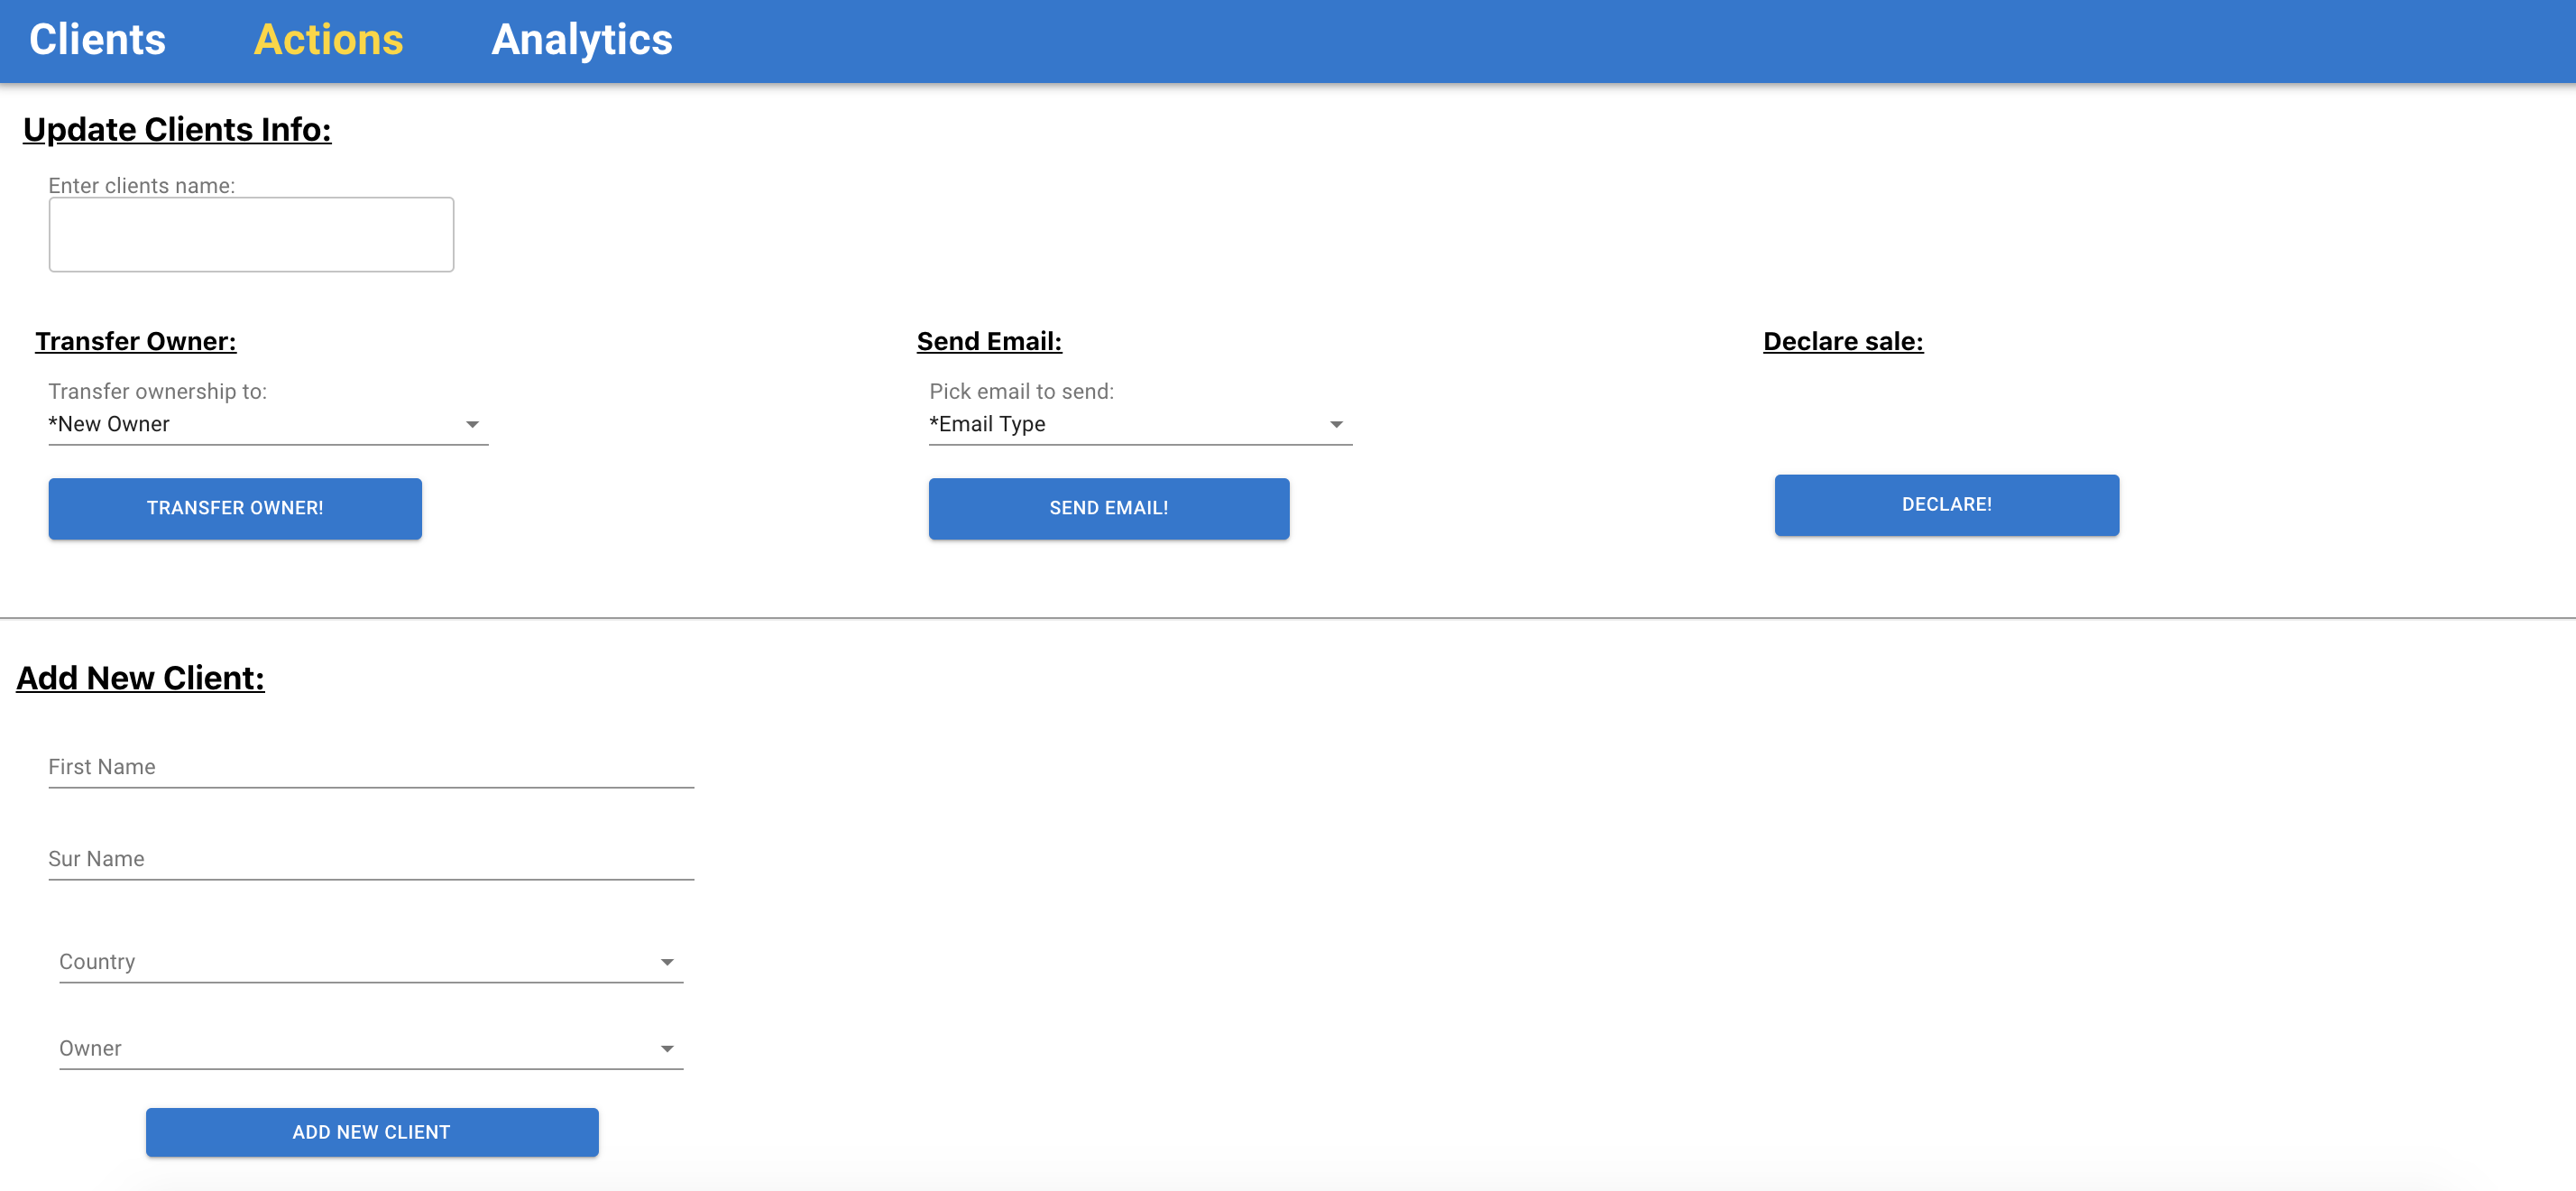 Clients Actions Analytics
Update Clients Info:
Enter clients name:
Transfer Owner: Send Email: Declare sale:
Transfer ownership to: Pick email to send:
*New Owner *Email Type
TRANSFER OWNER! SEND EMAIL! DECLARE!
Add New Client:
First Name
Sur Name
Country
Owner
ADD NEW CLIENT